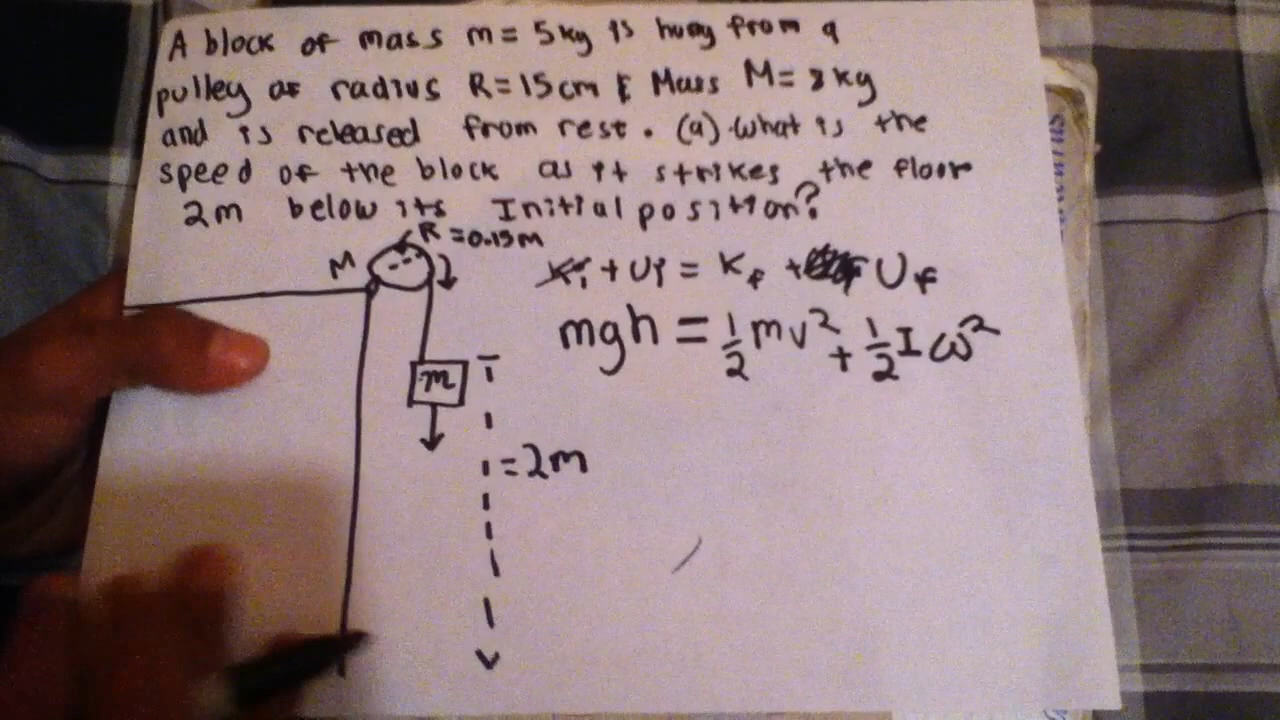 A block of mass m = 5kg is hung from a
pulley of radius R = 15cm & Mass M = 8kg
and is released from rest. (a) what is the
speed of the block as it strikes the floor
2m below its Initial position?
R = 0.15m
M
Ki + Ui = Kf + Uf
mgh = 1/2 mv² + 1/2 I ω²
m
= 2m